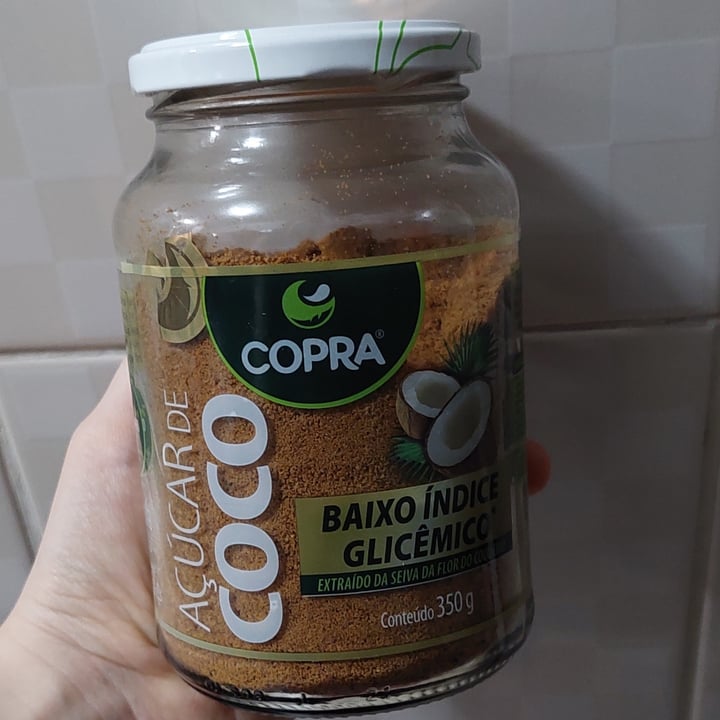 COPRA®
AÇÚCAR DE
COCO
BAIXO ÍNDICE
GLICÊMICO*
EXTRAÍDO DA SEIVA DA FLOR DO
Conteúdo 350 g